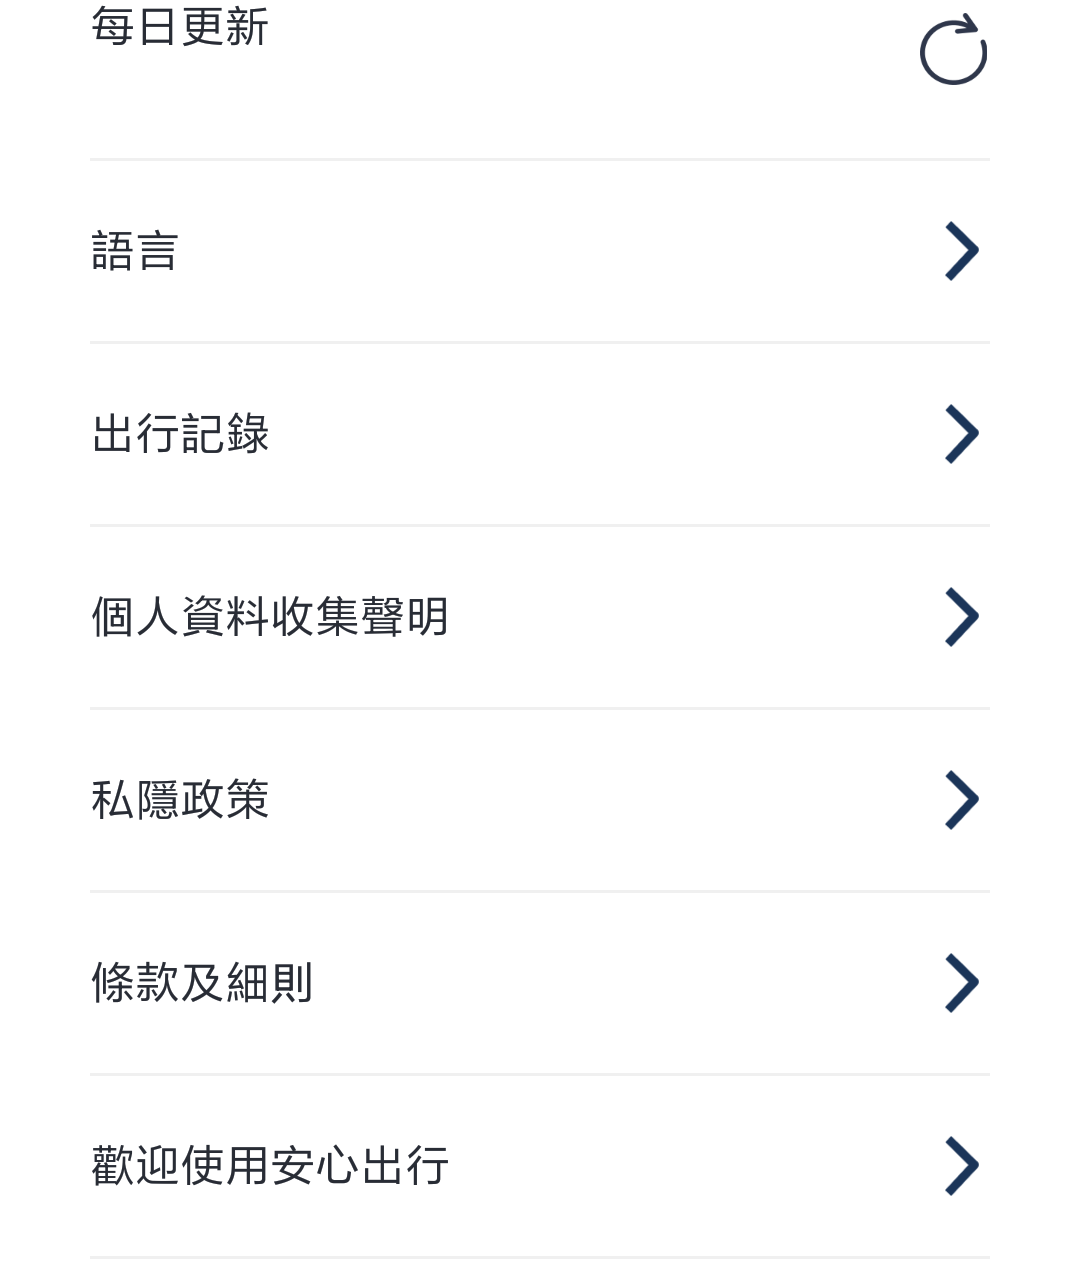 每日更新
語言
出行記錄
個人資料收集聲明
私隱政策
條款及細則
歡迎使用安心出行